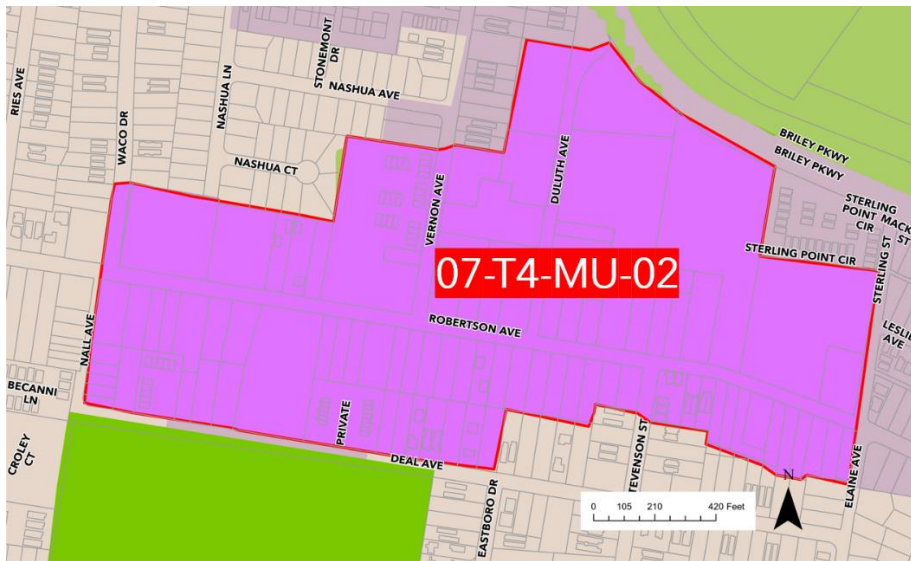 RIES AVE
WACO DR
NASHUA LN
STONEMONT
DR
NASHUA AVE
NASHUA CT
VERNON AVE
DULUTH AVE
BRILEY PKWY
BRILEY PKWY
STERLING
POINT
CIR
MACK
ST
STERLING POINT CIR
STERLING ST
07-T4-MU-02
ROBERTSON AVE
LESLIE
AVE
NALL AVE
BECANNI
LN
CROLEY
CT
PRIVATE
DEAL AVE
EASTBORO DR
TEVENSON ST
ELAINE AVE
N
0 105 210 420 Feet